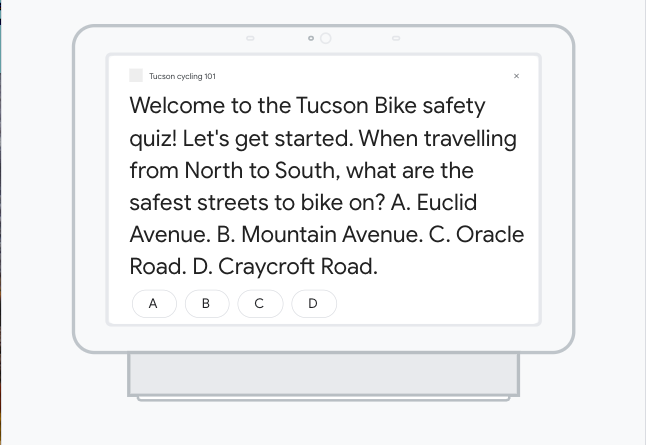 Tucson cycling 101
×
Welcome to the Tucson Bike safety
quiz! Let's get started. When travelling
from North to South, what are the
safest streets to bike on? A. Euclid
Avenue. B. Mountain Avenue. C. Oracle
Road. D. Craycroft Road.
A B C D